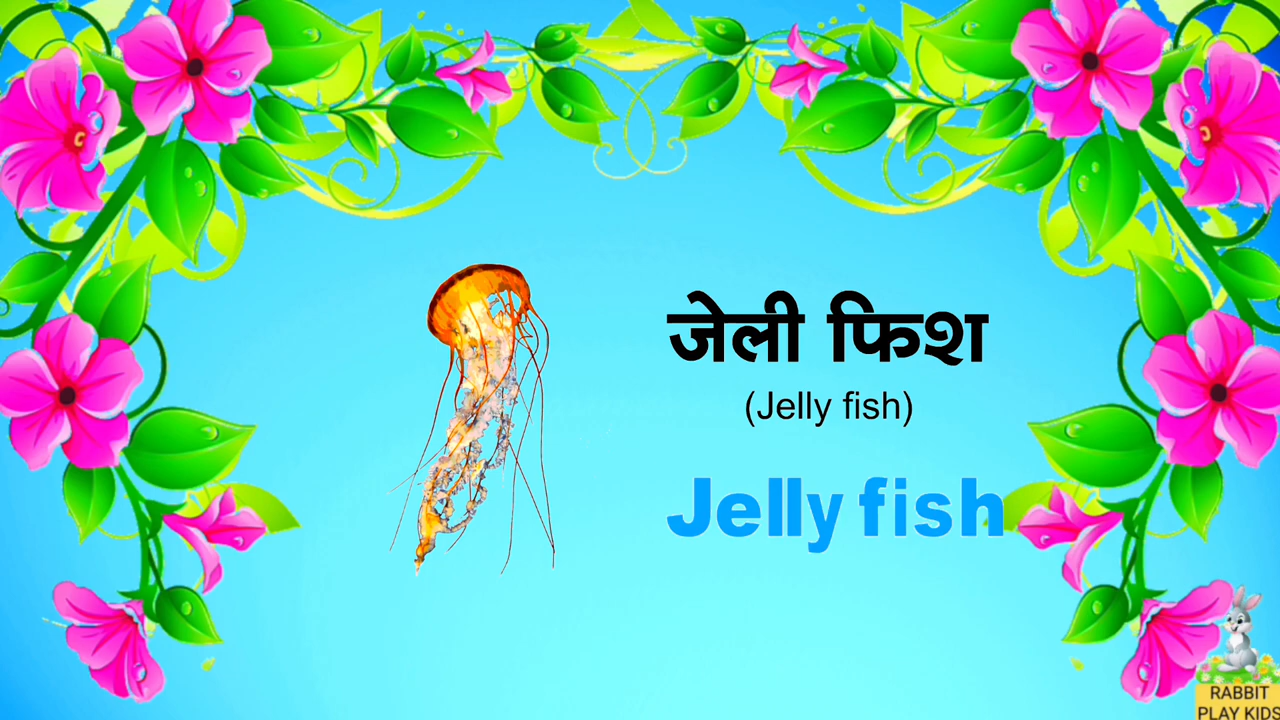 जेली फिश
(Jelly fish)
Jelly fish
RABBIT
PLAY KIDS